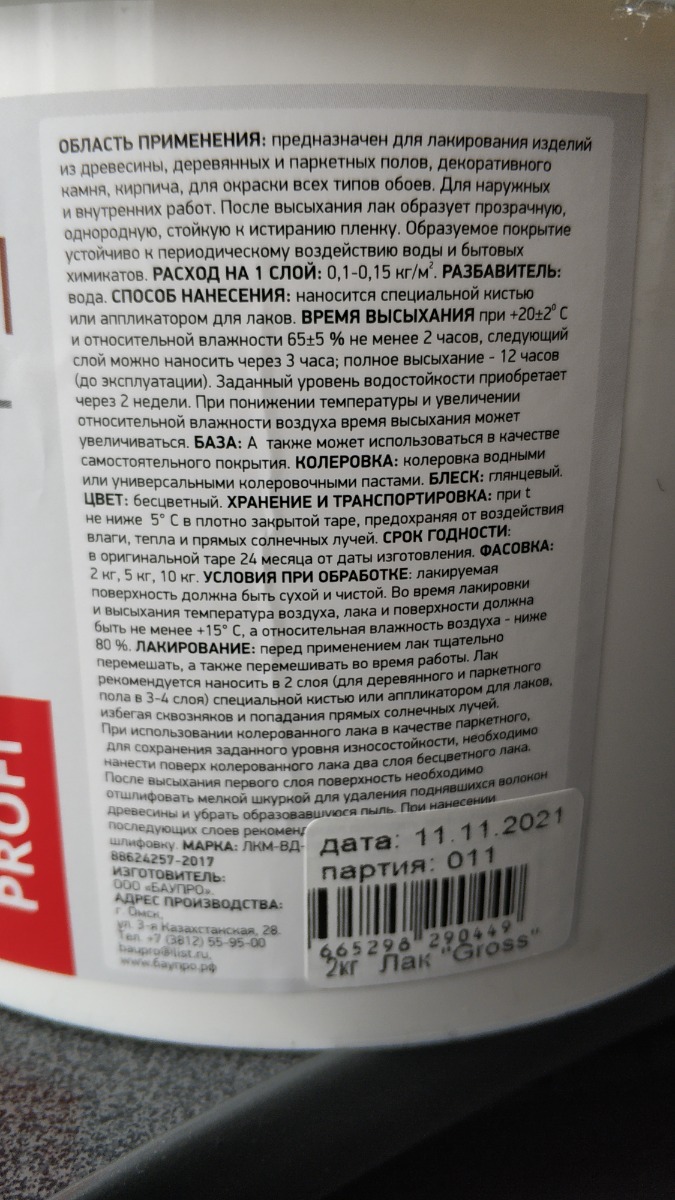 ОБЛАСТЬ ПРИМЕНЕНИЯ: предназначен для лакирования изделий
из древесины, деревянных и паркетных полов, декоративного
камня, кирпича, для окраски всех типов обоев. Для наружных
и внутренних работ. После высыхания лак образует прозрачную,
однородную, стойкую к истиранию пленку. Образуемое покрытие
устойчиво к периодическому воздействию воды и бытовых
химикатов. РАСХОД НА 1 СЛОЙ: 0,1-0,15 кг/м². РАЗБАВИТЕЛЬ:
вода. СПОСОБ НАНЕСЕНИЯ: наносится специальной кистью
или аппликатором для лаков. ВРЕМЯ ВЫСЫХАНИЯ при +20±2⁰ С
и относительной влажности 65±5 % не менее 2 часов, следующий
слой можно наносить через 3 часа; полное высыхание - 12 часов
(до эксплуатации). Заданный уровень водостойкости приобретает
через 2 недели. При понижении температуры и увеличении
относительной влажности воздуха время высыхания может
увеличиваться. БАЗА: А также может использоваться в качестве
самостоятельного покрытия. КОЛЕРОВКА: колеровка водными
или универсальными колеровочными пастами. БЛЕСК: глянцевый.
ЦВЕТ: бесцветный. ХРАНЕНИЕ И ТРАНСПОРТИРОВКА: при t
не ниже 5° С в плотно закрытой таре, предохраняя от воздействия
влаги, тепла и прямых солнечных лучей. СРОК ГОДНОСТИ:
в оригинальной таре 24 месяца от даты изготовления. ФАСОВКА:
2 кг, 5 кг, 10 кг. УСЛОВИЯ ПРИ ОБРАБОТКЕ: лакируемая
поверхность должна быть сухой и чистой. Во время лакировки
и высыхания температура воздуха, лака и поверхности должна
быть не менее +15° С, а относительная влажность воздуха - ниже
80 %. ЛАКИРОВАНИЕ: перед применением лак тщательно
перемешать, а также перемешивать во время работы. Лак
рекомендуется наносить в 2 слоя (для деревянного и паркетного
пола в 3-4 слоя) специальной кистью или аппликатором для лаков,
избегая сквозняков и попадания прямых солнечных лучей.
При использовании колерованного лака в качестве паркетного,
для сохранения заданного уровня износостойкости, необходимо
нанести поверх колерованного лака два слоя бесцветного лака.
После высыхания первого слоя поверхность необходимо
отшлифовать мелкой шкуркой для удаления поднявшихся волокон
древесины и убрать образовавшуюся пыль. При нанесении
последующих слоев рекоменд
шлифовку. МАРКА: ЛКМ-ВД-
88624257-2017
ИЗГОТОВИТЕЛЬ:
ООО «БАУПРО».
АДРЕС ПРОИЗВОДСТВА:
г. Омск,
ул. 3-я Казахстанская, 28.
Тел. +7 (3812) 55-95-00
baupro@list.ru,
www.баупро.рф
PROFI
дата: 11.11.2021
партия: 011
665296 290449
2кг Лак "Gross"